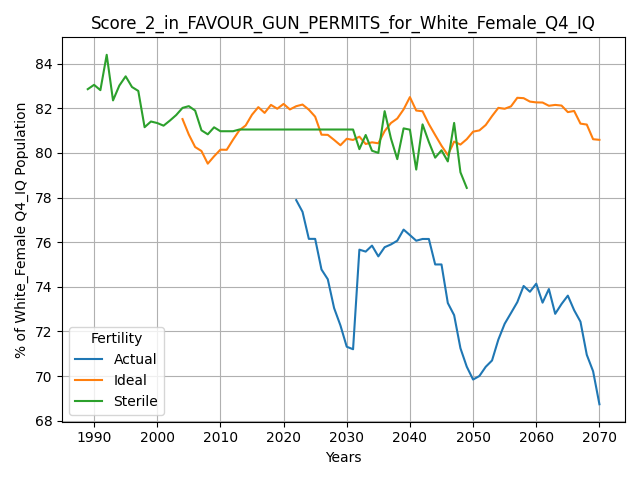 Score_2_in_FAVOUR_GUN_PERMITS_for_White_Female_Q4_IQ
% of White_Female Q4_IQ Population
84
82
80
78
76
74
72
70
68
Fertility
Actual
Ideal
Sterile
1990 2000 2010 2020 2030 2040 2050 2060 2070
Years